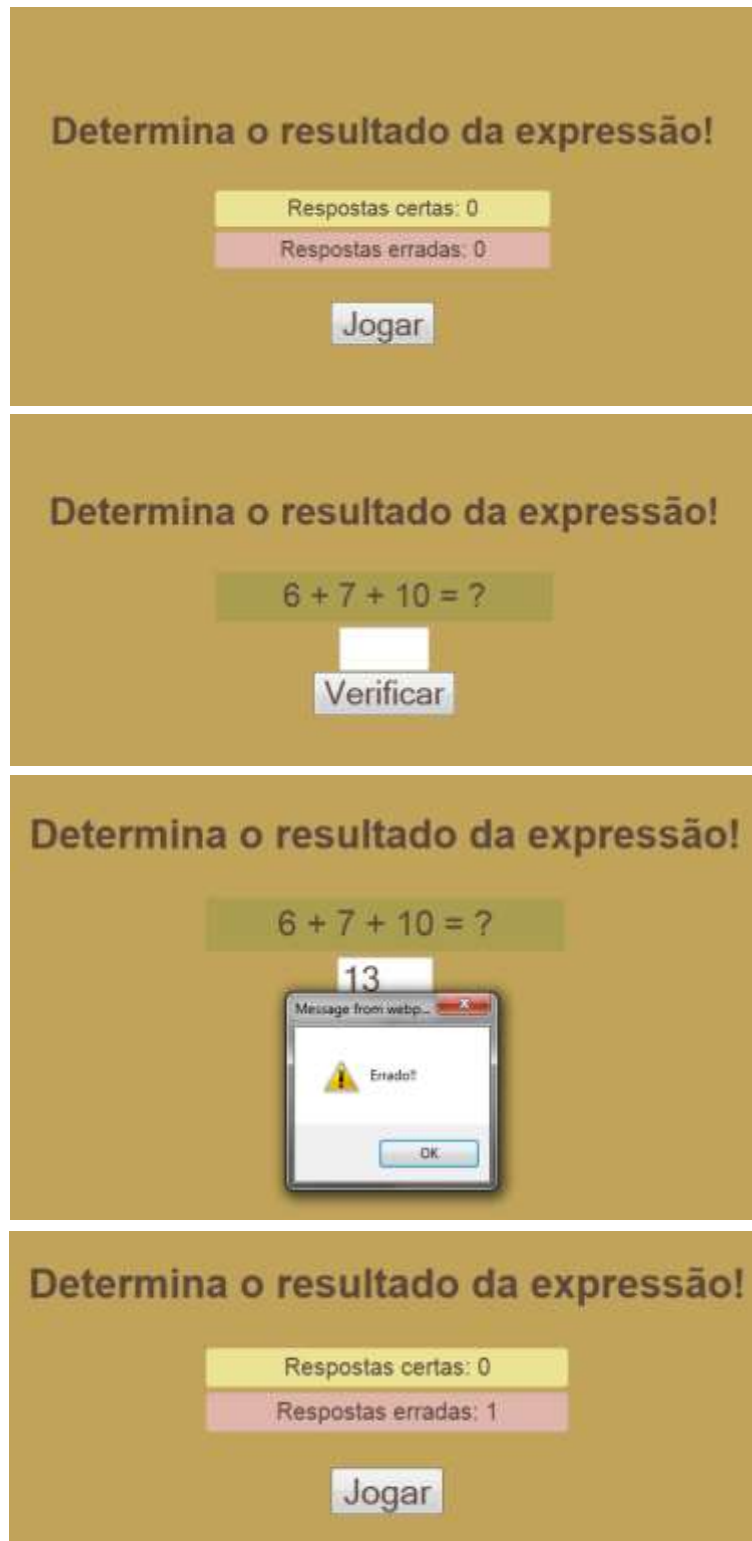 Determina o resultado da expressão!
Respostas certas: 0
Respostas erradas: 0
Jogar
Determina o resultado da expressão!
6 + 7 + 10 = ?
Verificar
Determina o resultado da expressão!
6 + 7 + 10 = ?
13
Message from webp...
Errado!!
OK
Determina o resultado da expressão!
Respostas certas: 0
Respostas erradas: 1
Jogar